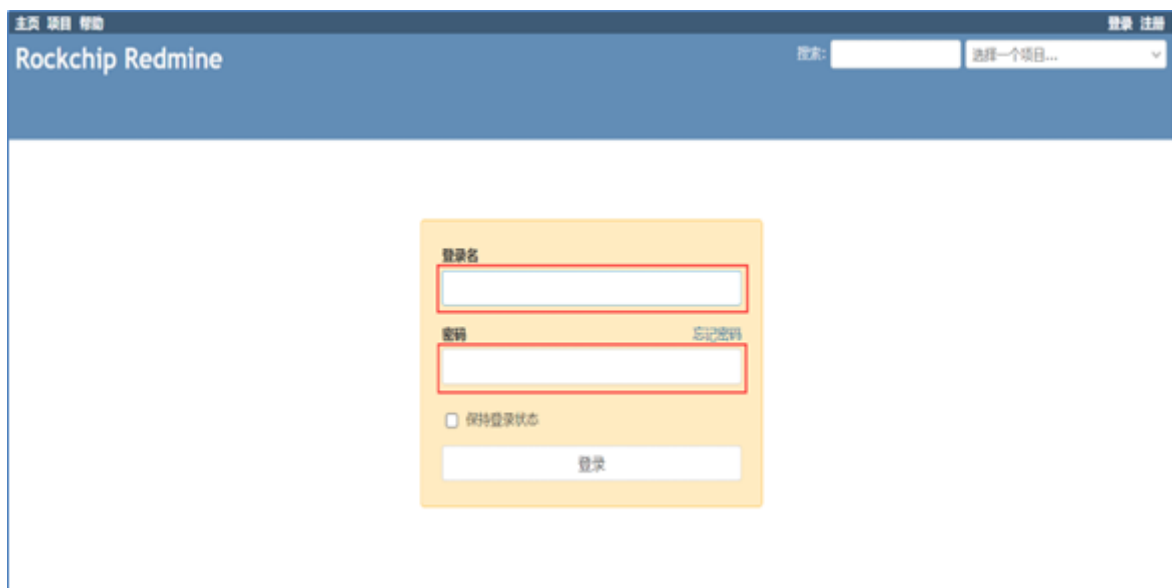 主页 项目 帮助 登录 注册
Rockchip Redmine 搜索: 选择一个项目...
登录名
密码 忘记密码
保持登录状态
登录